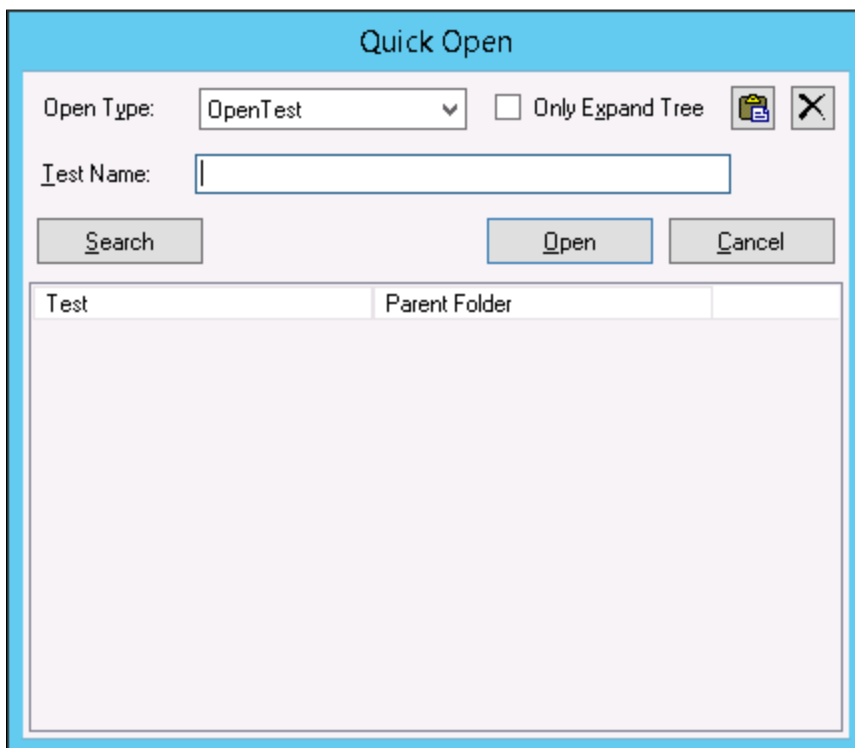 Quick Open
Open Type: OpenTest Only Expand Tree
Test Name:
Search Open Cancel
Test Parent Folder